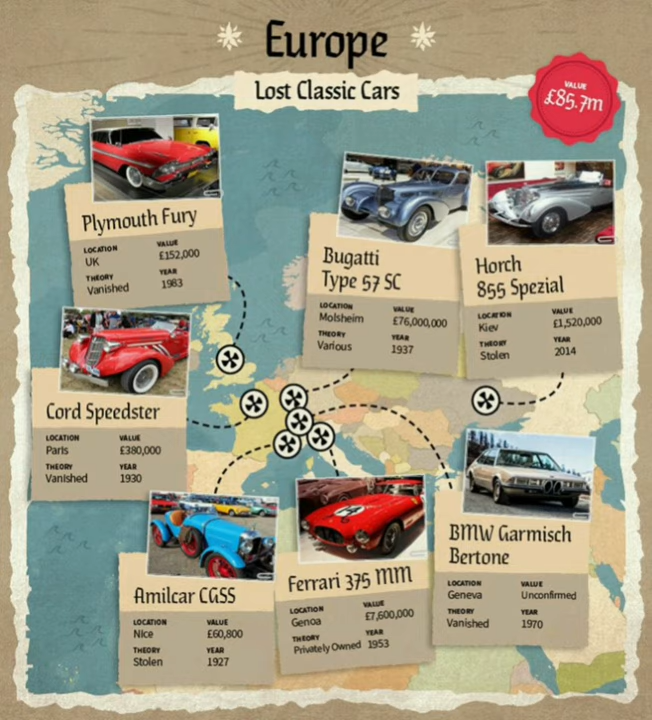 Europe
Lost Classic Cars
VALUE
£85.7m
Plymouth Fury
LOCATION VALUE
UK £152,000
THEORY YEAR
Vanished 1983
Bugatti
Type 57 SC
LOCATION VALUE
Molsheim £76,000,000
THEORY YEAR
Various 1937
Horch
855 Spezial
LOCATION VALUE
Kiev £1,520,000
THEORY YEAR
Stolen 2014
Cord Speedster
LOCATION VALUE
Paris £380,000
THEORY YEAR
Vanished 1930
BMW Garmisch
Bertone
LOCATION VALUE
Geneva Unconfirmed
THEORY YEAR
Vanished 1970
Amilcar CGSS
LOCATION VALUE
Nice £60,800
THEORY YEAR
Stolen 1927
Ferrari 375 MM
LOCATION VALUE
Genoa £7,600,000
THEORY YEAR
Privately Owned 1953